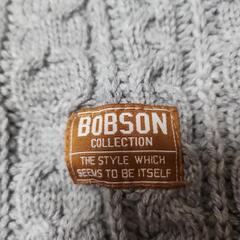 BOBSON
COLLECTION
THE STYLE WHICH
SEEMS TO BE ITSELF